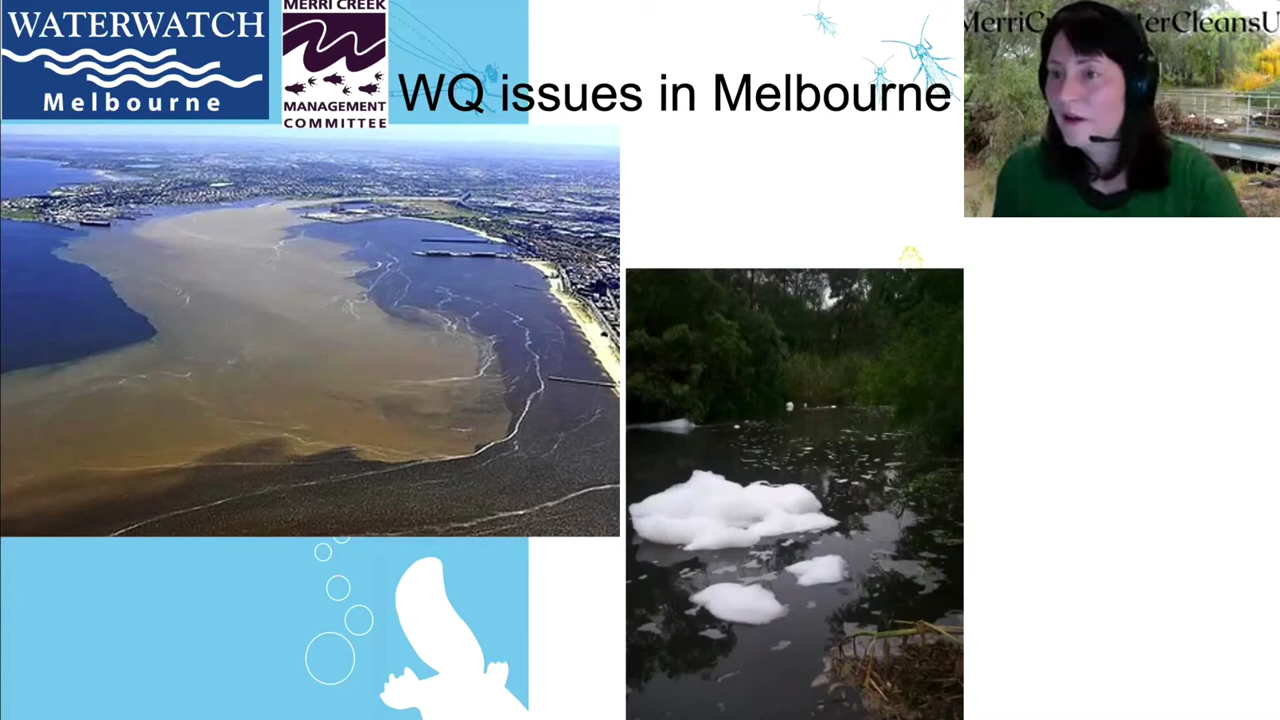 WATERWATCH
Melbourne
MERRI CREEK
MANAGEMENT
COMMITTEE
WQ issues in Melbourne